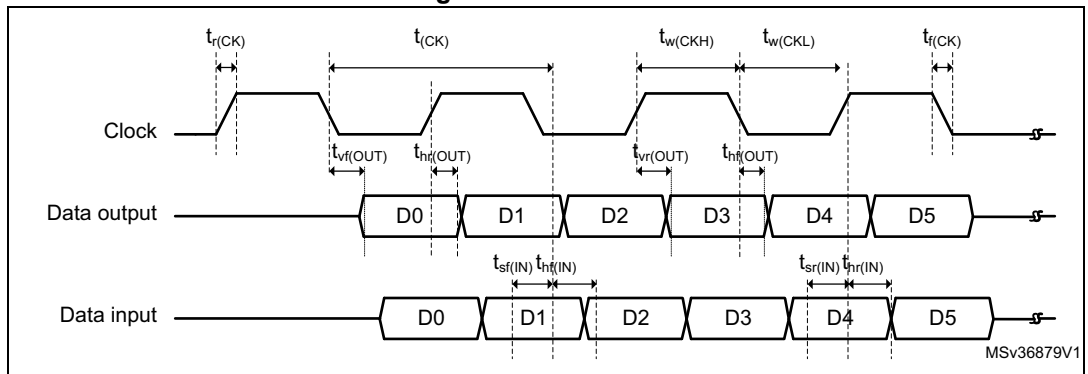 t_r(CK) t_(CK) t_w(CKH) t_w(CKL) t_f(CK)
Clock
t_vf(OUT) t_hr(OUT) t_vr(OUT) t_hf(OUT)
Data output D0 D1 D2 D3 D4 D5
t_sf(IN) t_hf(IN) t_sr(IN) t_hr(IN)
Data input D0 D1 D2 D3 D4 D5
MSv36879V1